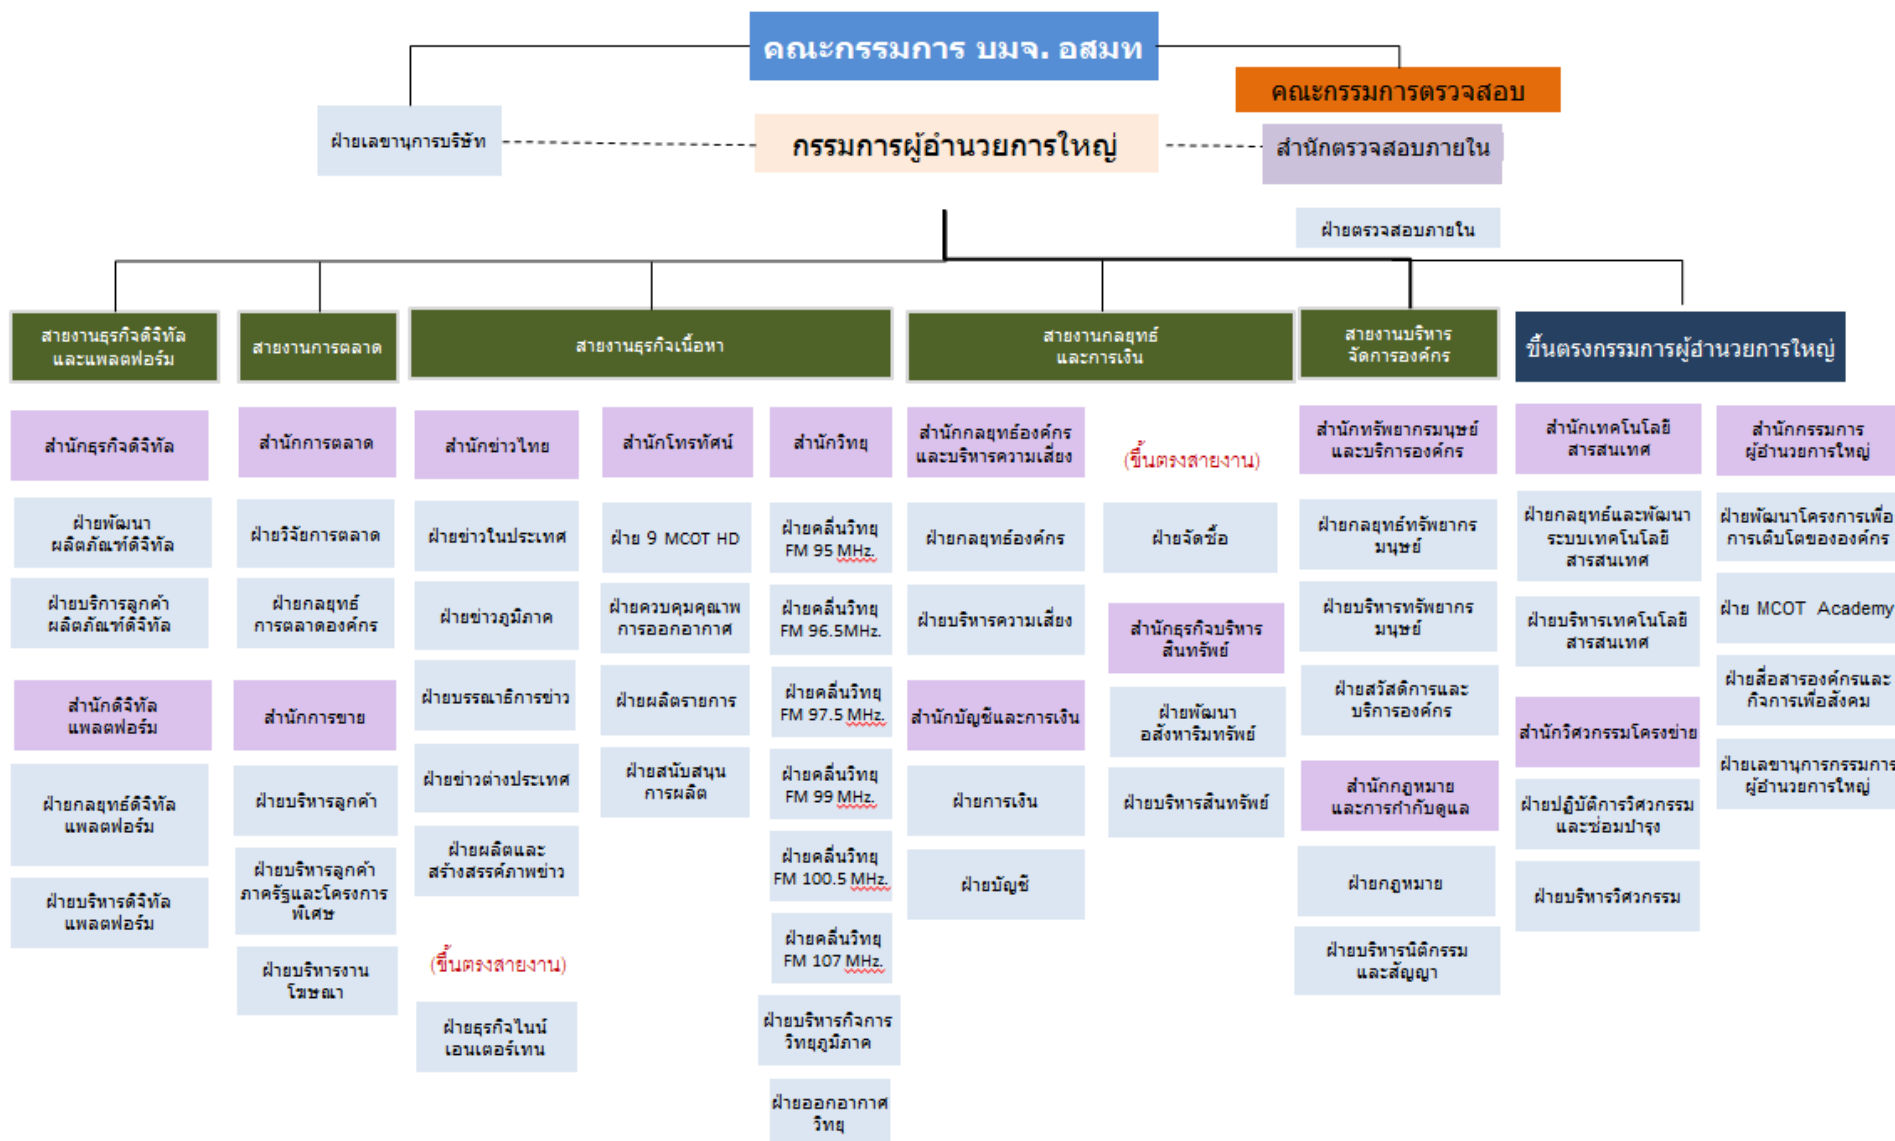 คณะกรรมการ บมจ. อสมท
คณะกรรมการตรวจสอบ
ฝ่ายเลขานุการบริษัท
กรรมการผู้อำนวยการใหญ่
สำนักตรวจสอบภายใน
ฝ่ายตรวจสอบภายใน
สายงานธุรกิจดิจิทัล
และแพลตฟอร์ม
สายงานการตลาด
สายงานธุรกิจเนื้อหา
สายงานกลยุทธ์
และการเงิน
สายงานบริหาร
จัดการองค์กร
ขึ้นตรงกรรมการผู้อำนวยการใหญ่
สำนักธุรกิจดิจิทัล
ฝ่ายพัฒนา
ผลิตภัณฑ์ดิจิทัล
ฝ่ายบริการลูกค้า
ผลิตภัณฑ์ดิจิทัล
สำนักดิจิทัล
แพลตฟอร์ม
ฝ่ายกลยุทธ์ดิจิทัล
แพลตฟอร์ม
ฝ่ายบริหารดิจิทัล
แพลตฟอร์ม
สำนักการตลาด
ฝ่ายวิจัยการตลาด
ฝ่ายกลยุทธ์
การตลาดองค์กร
สำนักการขาย
ฝ่ายบริหารลูกค้า
ฝ่ายบริหารลูกค้า
ภาครัฐและโครงการ
พิเศษ
ฝ่ายบริหารงาน
โฆษณา
สำนักข่าวไทย
ฝ่ายข่าวในประเทศ
ฝ่ายข่าวภูมิภาค
ฝ่ายบรรณาธิการข่าว
ฝ่ายข่าวต่างประเทศ
ฝ่ายผลิตและ
สร้างสรรค์ภาพข่าว
(ขึ้นตรงสายงาน)
ฝ่ายธุรกิจไนน์
เอนเตอร์เทน
สำนักโทรทัศน์
ฝ่าย 9 MCOT HD
ฝ่ายควบคุมคุณาพ
การออกอากาศ
ฝ่ายผลิตรายการ
ฝ่ายสนับสนุน
การผลิต
สำนักวิทยุ
ฝ่ายคลื่นวิทยุ
FM 95 MHz.
ฝ่ายคลื่นวิทยุ
FM 96.5MHz.
ฝ่ายคลื่นวิทยุ
FM 97.5 MHz.
ฝ่ายคลื่นวิทยุ
FM 99 MHz.
ฝ่ายคลื่นวิทยุ
FM 100.5 MHz.
ฝ่ายคลื่นวิทยุ
FM 107 MHz.
ฝ่ายบริหารกิจการ
วิทยุภูมิภาค
ฝ่ายออกอากาศ
วิทยุ
สำนักกลยุทธ์องค์กร
และบริหารความเสี่ยง
ฝ่ายกลยุทธ์องค์กร
ฝ่ายบริหารความเสี่ยง
สำนักบัญชีและการเงิน
ฝ่ายการเงิน
ฝ่ายบัญชี
(ขึ้นตรงสายงาน)
ฝ่ายจัดซื้อ
สำนักธุรกิจบริหาร
สินทรัพย์
ฝ่ายพัฒนา
อสังหาริมทรัพย์
ฝ่ายบริหารสินทรัพย์
สำนักทรัพยากรมนุษย์
และบริการองค์กร
ฝ่ายกลยุทธ์ทรัพยากร
มนุษย์
ฝ่ายบริหารทรัพยากร
มนุษย์
ฝ่ายสวัสดิการและ
บริการองค์กร
สำนักกฎหมาย
และการกำกับดูแล
ฝ่ายกฎหมาย
ฝ่ายบริหารนิติกรรม
และสัญญา
สำนักเทคโนโลยี
สารสนเทศ
ฝ่ายกลยุทธ์และพัฒนา
ระบบเทคโนโลยี
สารสนเทศ
ฝ่ายบริหารเทคโนโลยี
สารสนเทศ
สำนักวิศวกรรมโครงข่าย
ฝ่ายปฏิบัติการวิศวกรรม
และซ่อมบำรุง
ฝ่ายบริหารวิศวกรรม
สำนักกรรมการ
ผู้อำนวยการใหญ่
ฝ่ายพัฒนาโครงการเพื่อ
การเติบโตขององค์กร
ฝ่าย MCOT Academy
ฝ่ายสื่อสารองค์กรและ
กิจการเพื่อสังคม
ฝ่ายเลขานุการกรรมการ
ผู้อำนวยการใหญ่